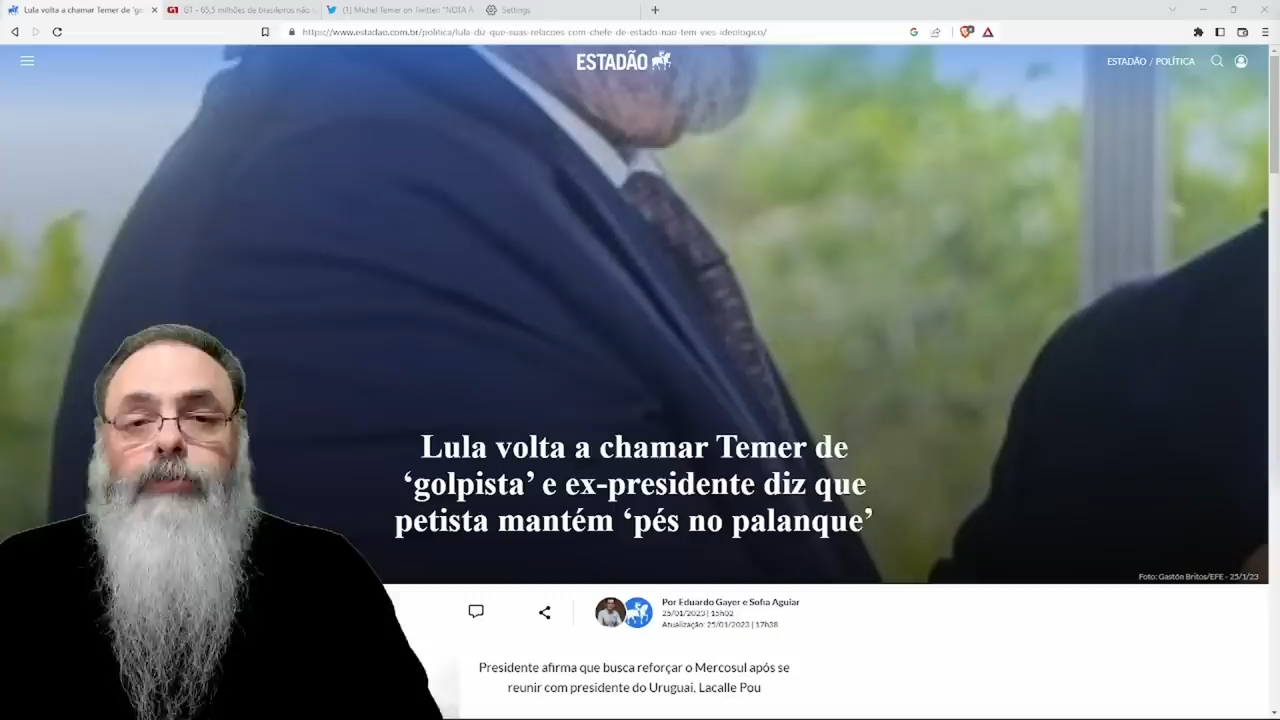 Lula volta a chamar Temer de 'go
G1 - 65,5 milhões de brasileiros não
(1) Michel Temer on Twitter: "NOTA À
Settings
https://www.estadao.com.br/politica/lula-diz-que-suas-relacoes-com-chefe-de-estado-nao-tem-vies-ideologico/
ESTADÃO
ESTADÃO / POLÍTICA
Lula volta a chamar Temer de
‘golpista’ e ex-presidente diz que
petista mantém ‘pés no palanque’
Foto: Gastón Britos/EFE - 25/1/23
Por Eduardo Gayer e Sofia Aguiar
25/01/2023 | 15h02
Atualização: 25/01/2023 | 17h38
Presidente afirma que busca reforçar o Mercosul após se
reunir com presidente do Uruguai, Lacalle Pou